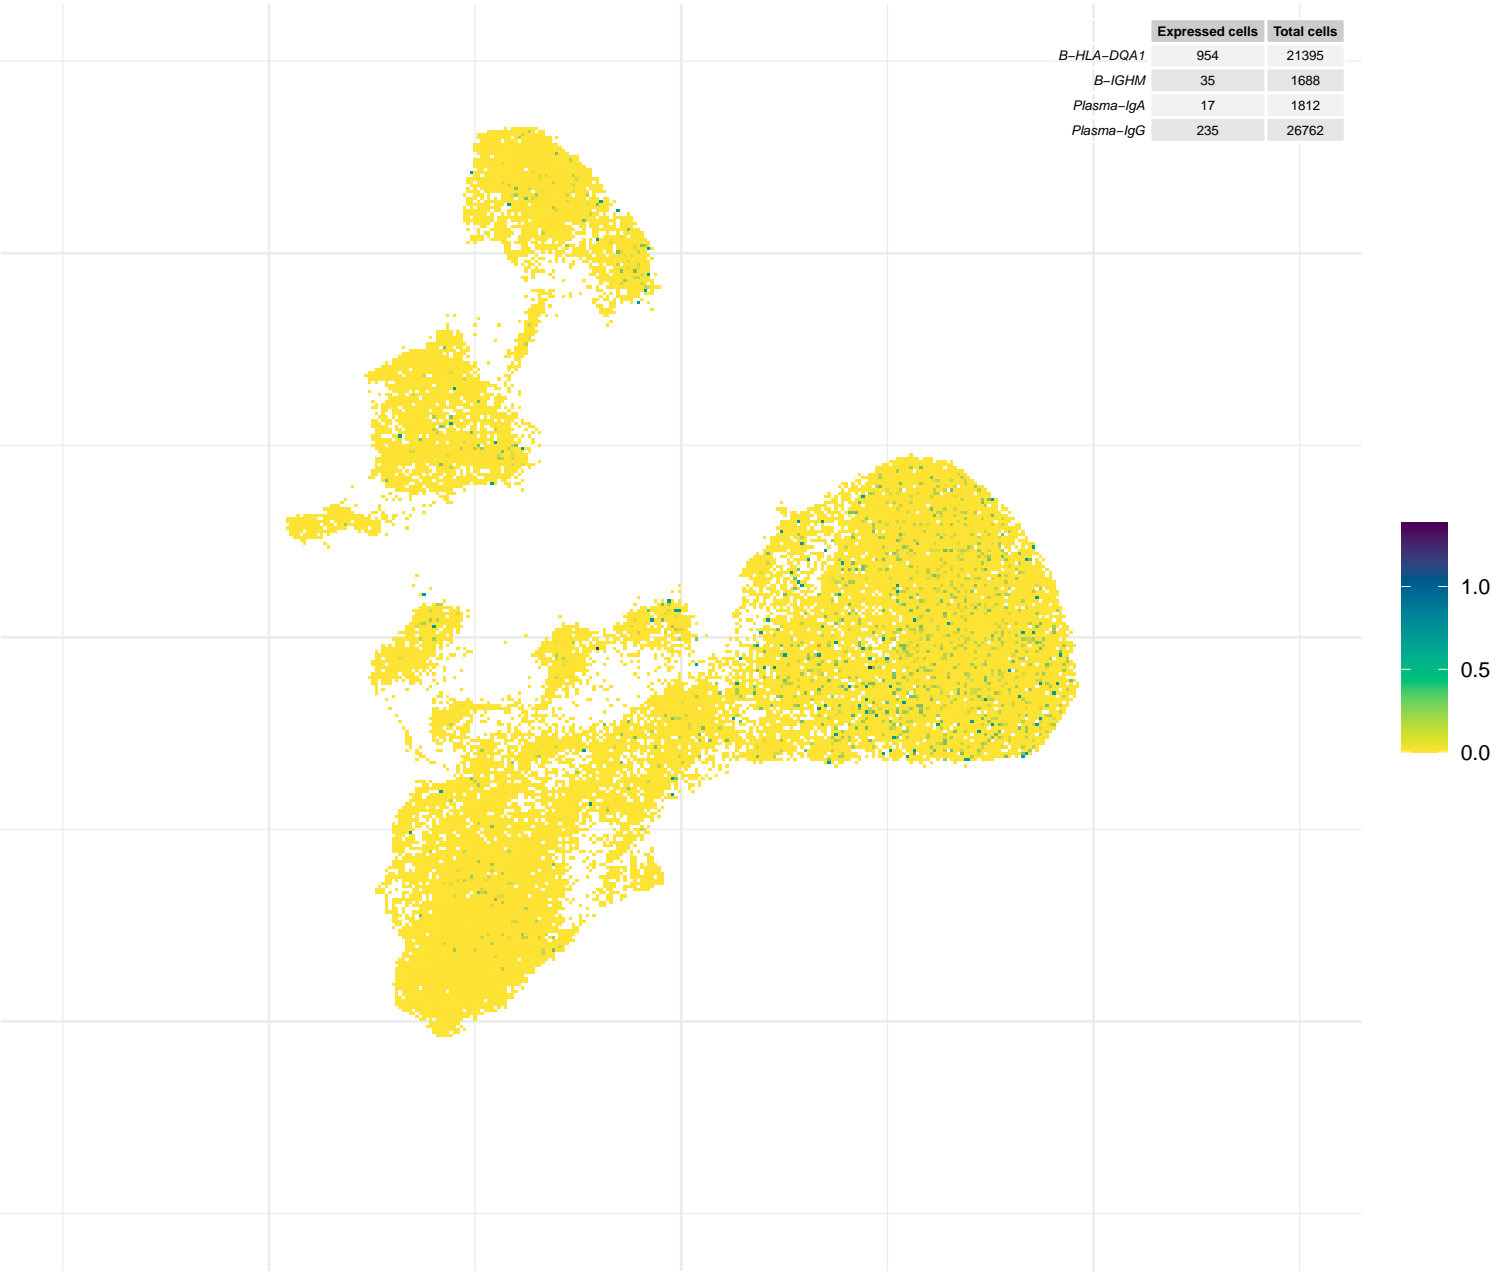 Expressed cells Total cells
B−HLA−DQA1 954 21395
B−IGHM 35 1688
Plasma−IgA 17 1812
Plasma−IgG 235 26762
1.0
0.5
0.0